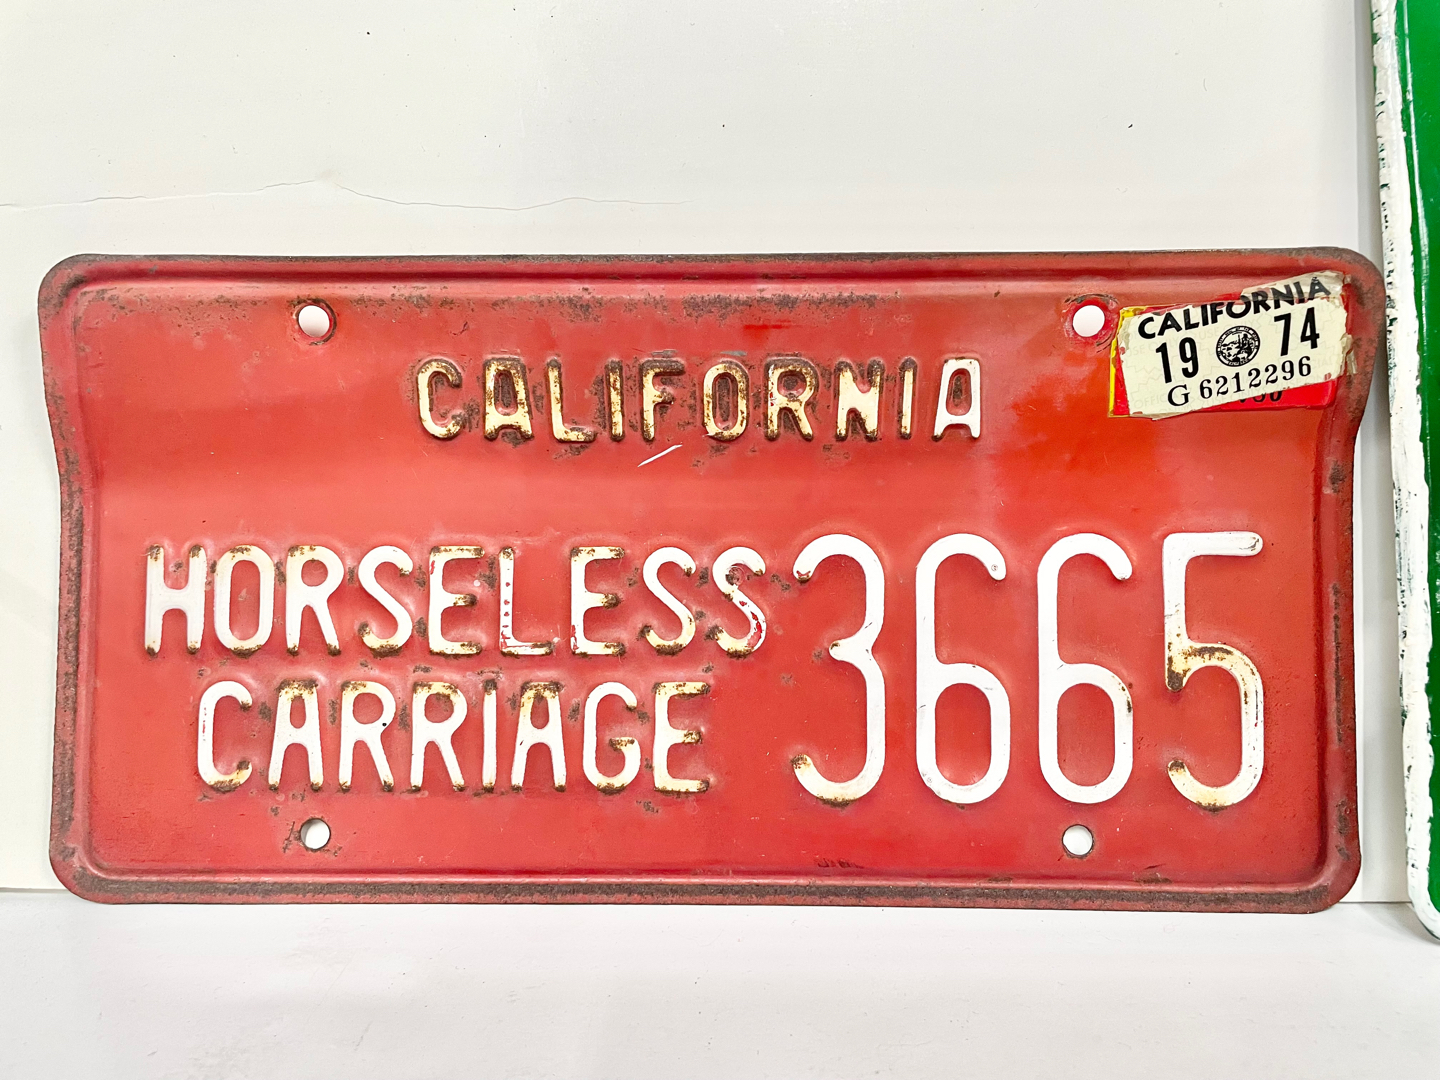 CALIFORNIA
19 74
G 6212296
CALIFORNIA
HORSELESS
CARRIAGE
3665